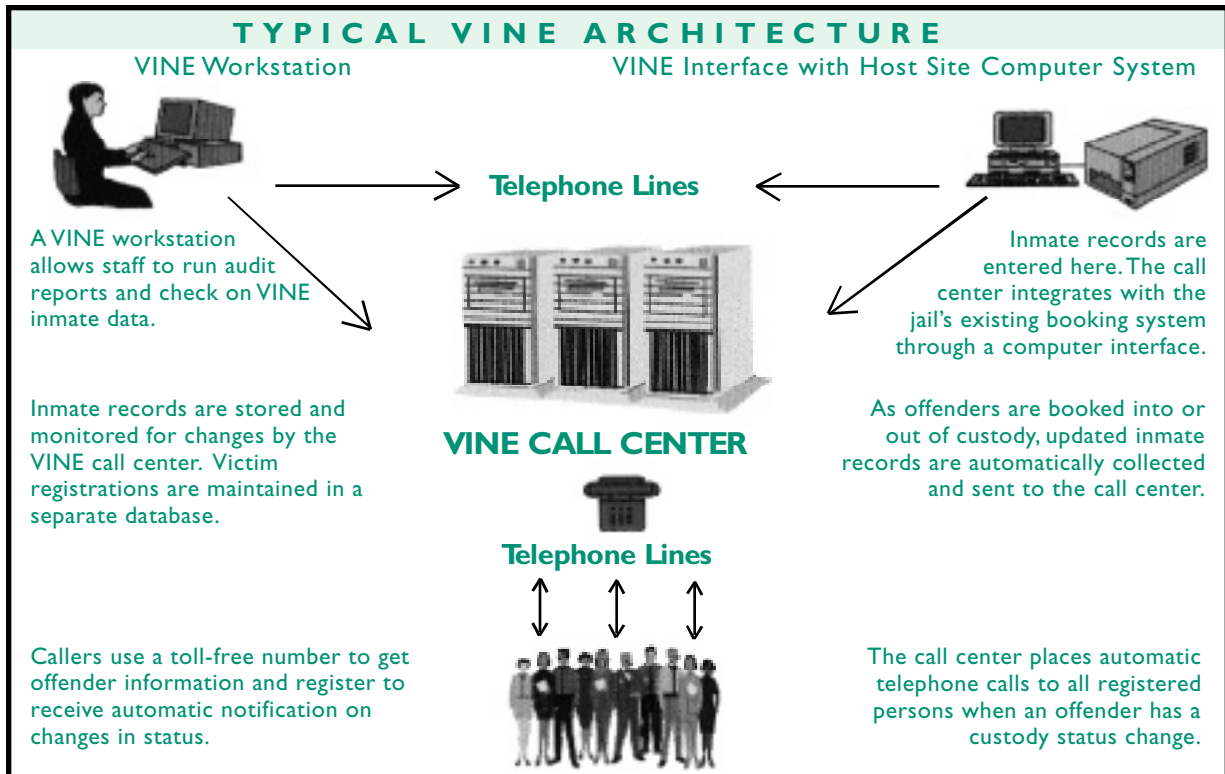 TYPICAL VINE ARCHITECTURE
VINE Workstation
VINE Interface with Host Site Computer System
Telephone Lines
A VINE workstation
allows staff to run audit
reports and check on VINE
inmate data.
Inmate records are
entered here. The call
center integrates with the
jail's existing booking system
through a computer interface.
Inmate records are stored and
monitored for changes by the
VINE call center. Victim
registrations are maintained in a
separate database.
VINE CALL CENTER
As offenders are booked into or
out of custody, updated inmate
records are automatically collected
and sent to the call center.
Telephone Lines
Callers use a toll-free number to get
offender information and register to
receive automatic notification on
changes in status.
The call center places automatic
telephone calls to all registered
persons when an offender has a
custody status change.